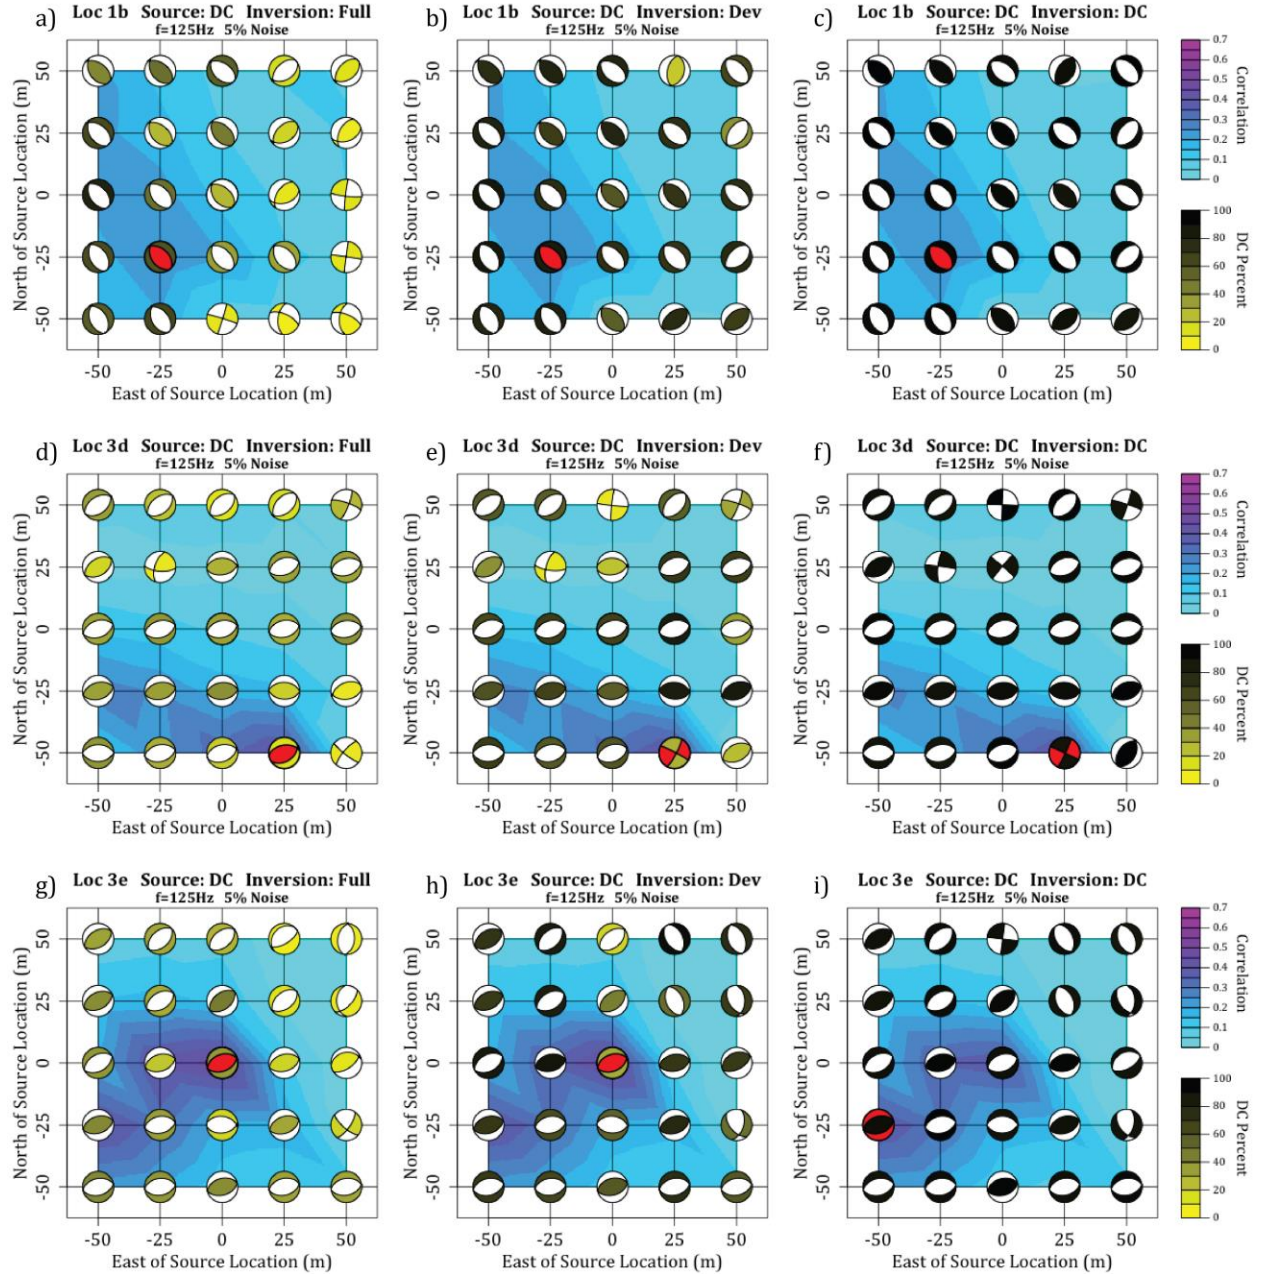 a) Loc 1b Source: DC Inversion: Full
f=125Hz 5% Noise
North of Source Location (m)
50
25
0
-25
-50
-50 -25 0 25 50
East of Source Location (m)
b) Loc 1b Source: DC Inversion: Dev
f=125Hz 5% Noise
North of Source Location (m)
50
25
0
-25
-50
-50 -25 0 25 50
East of Source Location (m)
c) Loc 1b Source: DC Inversion: DC
f=125Hz 5% Noise
North of Source Location (m)
50
25
0
-25
-50
-50 -25 0 25 50
East of Source Location (m)
0.7
0.6
0.5
0.4
0.3
0.2
0.1
0
Correlation
100
80
60
40
20
0
DC Percent
d) Loc 3d Source: DC Inversion: Full
f=125Hz 5% Noise
North of Source Location (m)
50
25
0
-25
-50
-50 -25 0 25 50
East of Source Location (m)
e) Loc 3d Source: DC Inversion: Dev
f=125Hz 5% Noise
North of Source Location (m)
50
25
0
-25
-50
-50 -25 0 25 50
East of Source Location (m)
f) Loc 3d Source: DC Inversion: DC
f=125Hz 5% Noise
North of Source Location (m)
50
25
0
-25
-50
-50 -25 0 25 50
East of Source Location (m)
0.7
0.6
0.5
0.4
0.3
0.2
0.1
0
Correlation
100
80
60
40
20
0
DC Percent
g) Loc 3e Source: DC Inversion: Full
f=125Hz 5% Noise
North of Source Location (m)
50
25
0
-25
-50
-50 -25 0 25 50
East of Source Location (m)
h) Loc 3e Source: DC Inversion: Dev
f=125Hz 5% Noise
North of Source Location (m)
50
25
0
-25
-50
-50 -25 0 25 50
East of Source Location (m)
i) Loc 3e Source: DC Inversion: DC
f=125Hz 5% Noise
North of Source Location (m)
50
25
0
-25
-50
-50 -25 0 25 50
East of Source Location (m)
0.7
0.6
0.5
0.4
0.3
0.2
0.1
0
Correlation
100
80
60
40
20
0
DC Percent